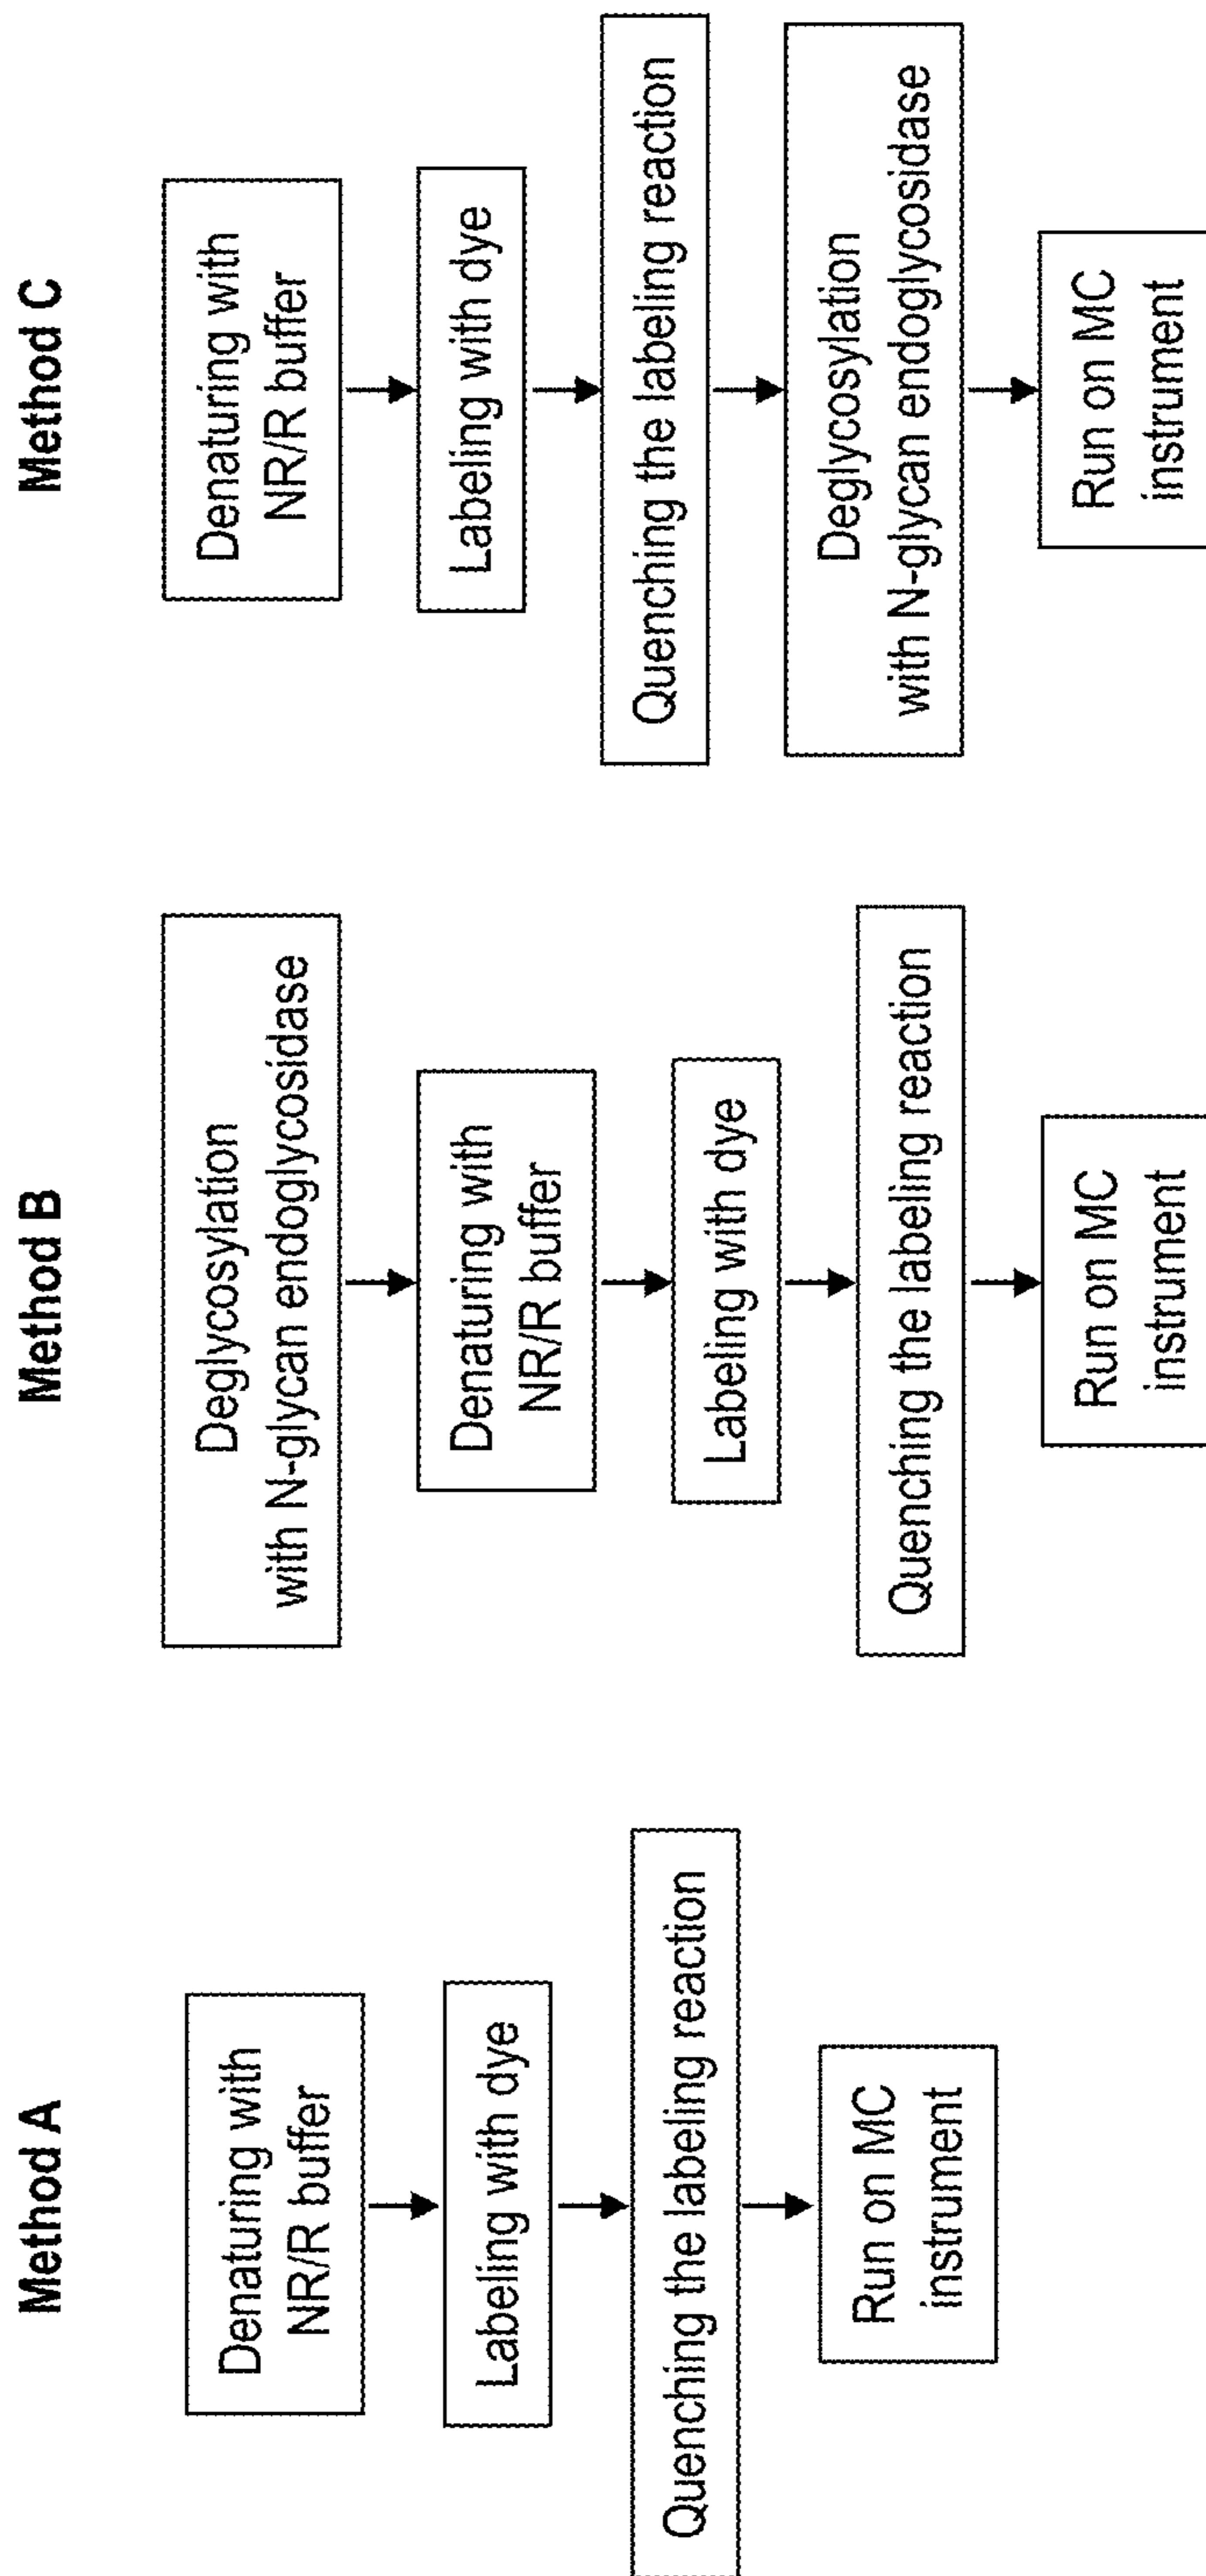 Method A
Denaturing with
NR/R buffer
Labeling with dye
Quenching the labeling reaction
Run on MC
instrument
Method B
Deglycosylation
with N-glycan endoglycosidase
Denaturing with
NR/R buffer
Labeling with dye
Quenching the labeling reaction
Run on MC
instrument
Method C
Denaturing with
NR/R buffer
Labeling with dye
Quenching the labeling reaction
Deglycosylation
with N-glycan endoglycosidase
Run on MC
instrument